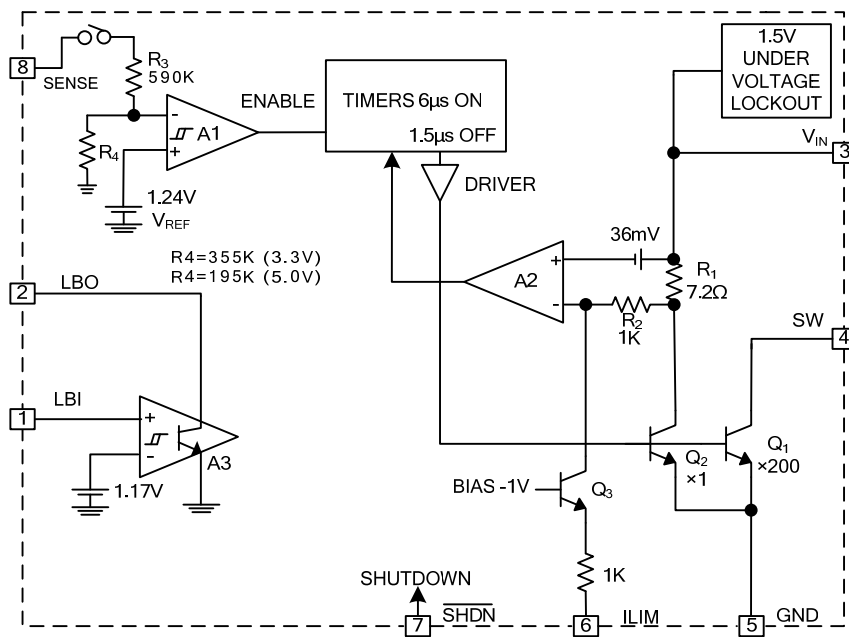 8
SENSE
R3
590K
R4
A1
-
+
1.24V
VREF
ENABLE
TIMERS 6µs ON
1.5µs OFF
DRIVER
1.5V
UNDER
VOLTAGE
LOCKOUT
VIN
3
R4=355K (3.3V)
R4=195K (5.0V)
36mV
A2
+
-
R1
7.2Ω
R2
1K
2
LBO
SW
4
1
LBI
+
-
A3
1.17V
Q1
×200
Q2
×1
BIAS -1V
Q3
1K
SHUTDOWN
7
SHDN
6
ILIM
5
GND